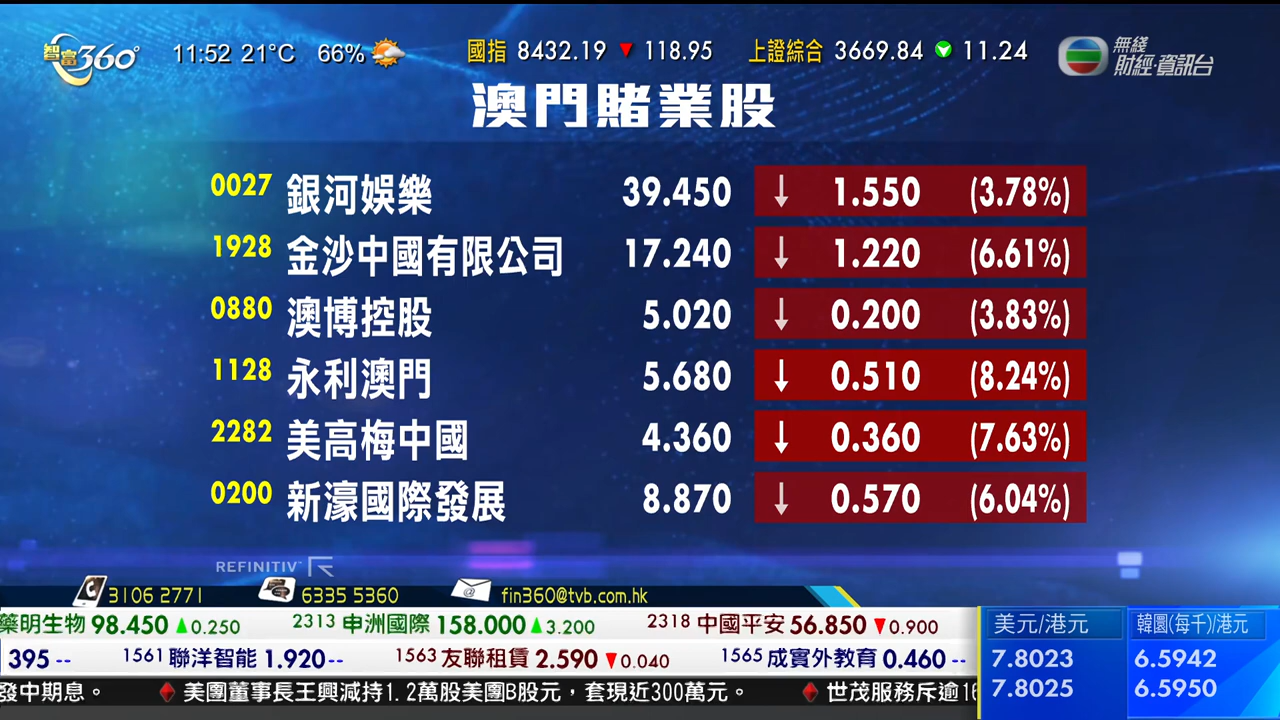 智富360° 11:52 21°C 66% 國指 8432.19 ▼ 118.95 上證綜合 3669.84 11.24 無綫財經·資訊台
澳門賭業股
0027 銀河娛樂 39.450 ↓ 1.550 (3.78%)
1928 金沙中國有限公司 17.240 ↓ 1.220 (6.61%)
0880 澳博控股 5.020 ↓ 0.200 (3.83%)
1128 永利澳門 5.680 ↓ 0.510 (8.24%)
2282 美高梅中國 4.360 ↓ 0.360 (7.63%)
0200 新濠國際發展 8.870 ↓ 0.570 (6.04%)
REFINITIV
3106 2771 6335 5360 fin360@tvb.com.hk
藥明生物 98.450 ▲0.250 2313 申洲國際 158.000 ▲3.200 2318 中國平安 56.850 ▼0.900
395 -- 1561 聯洋智能 1.920 -- 1563 友聯租賃 2.590 ▼0.040 1565 成實外教育 0.460 --
發中期息。 ♦ 美團董事長王興減持1.2萬股美團B股元，套現近300萬元。 ♦ 世茂服務斥逾16
美元/港元 韓圜(每千)/港元
7.8023 6.5942
7.8025 6.5950